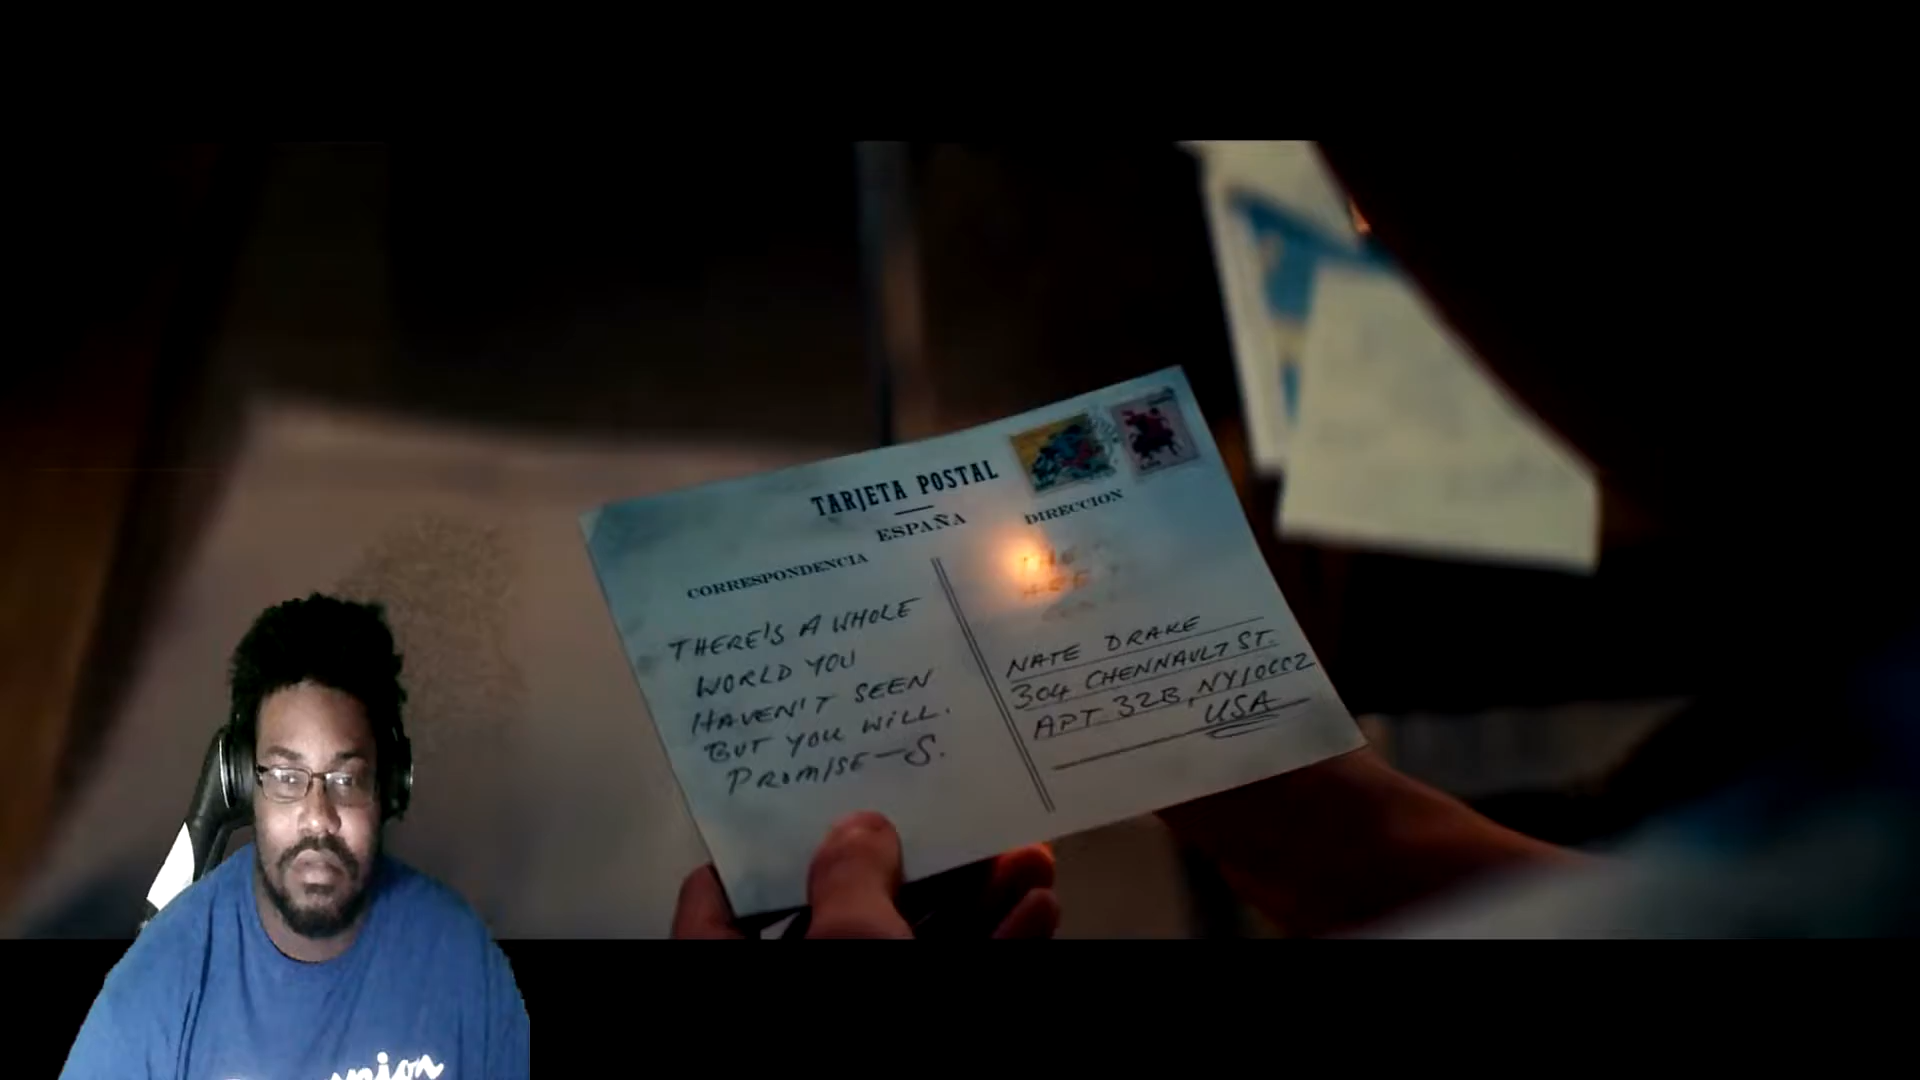 TARJETA POSTAL
ESPAÑA
CORRESPONDENCIA
DIRECCION
THERE'S A WHOLE
WORLD YOU
HAVEN'T SEEN
BUT YOU WILL.
PROMISE—S.
NATE DRAKE
304 CHENNAULT ST.
APT 32B, NY
USA